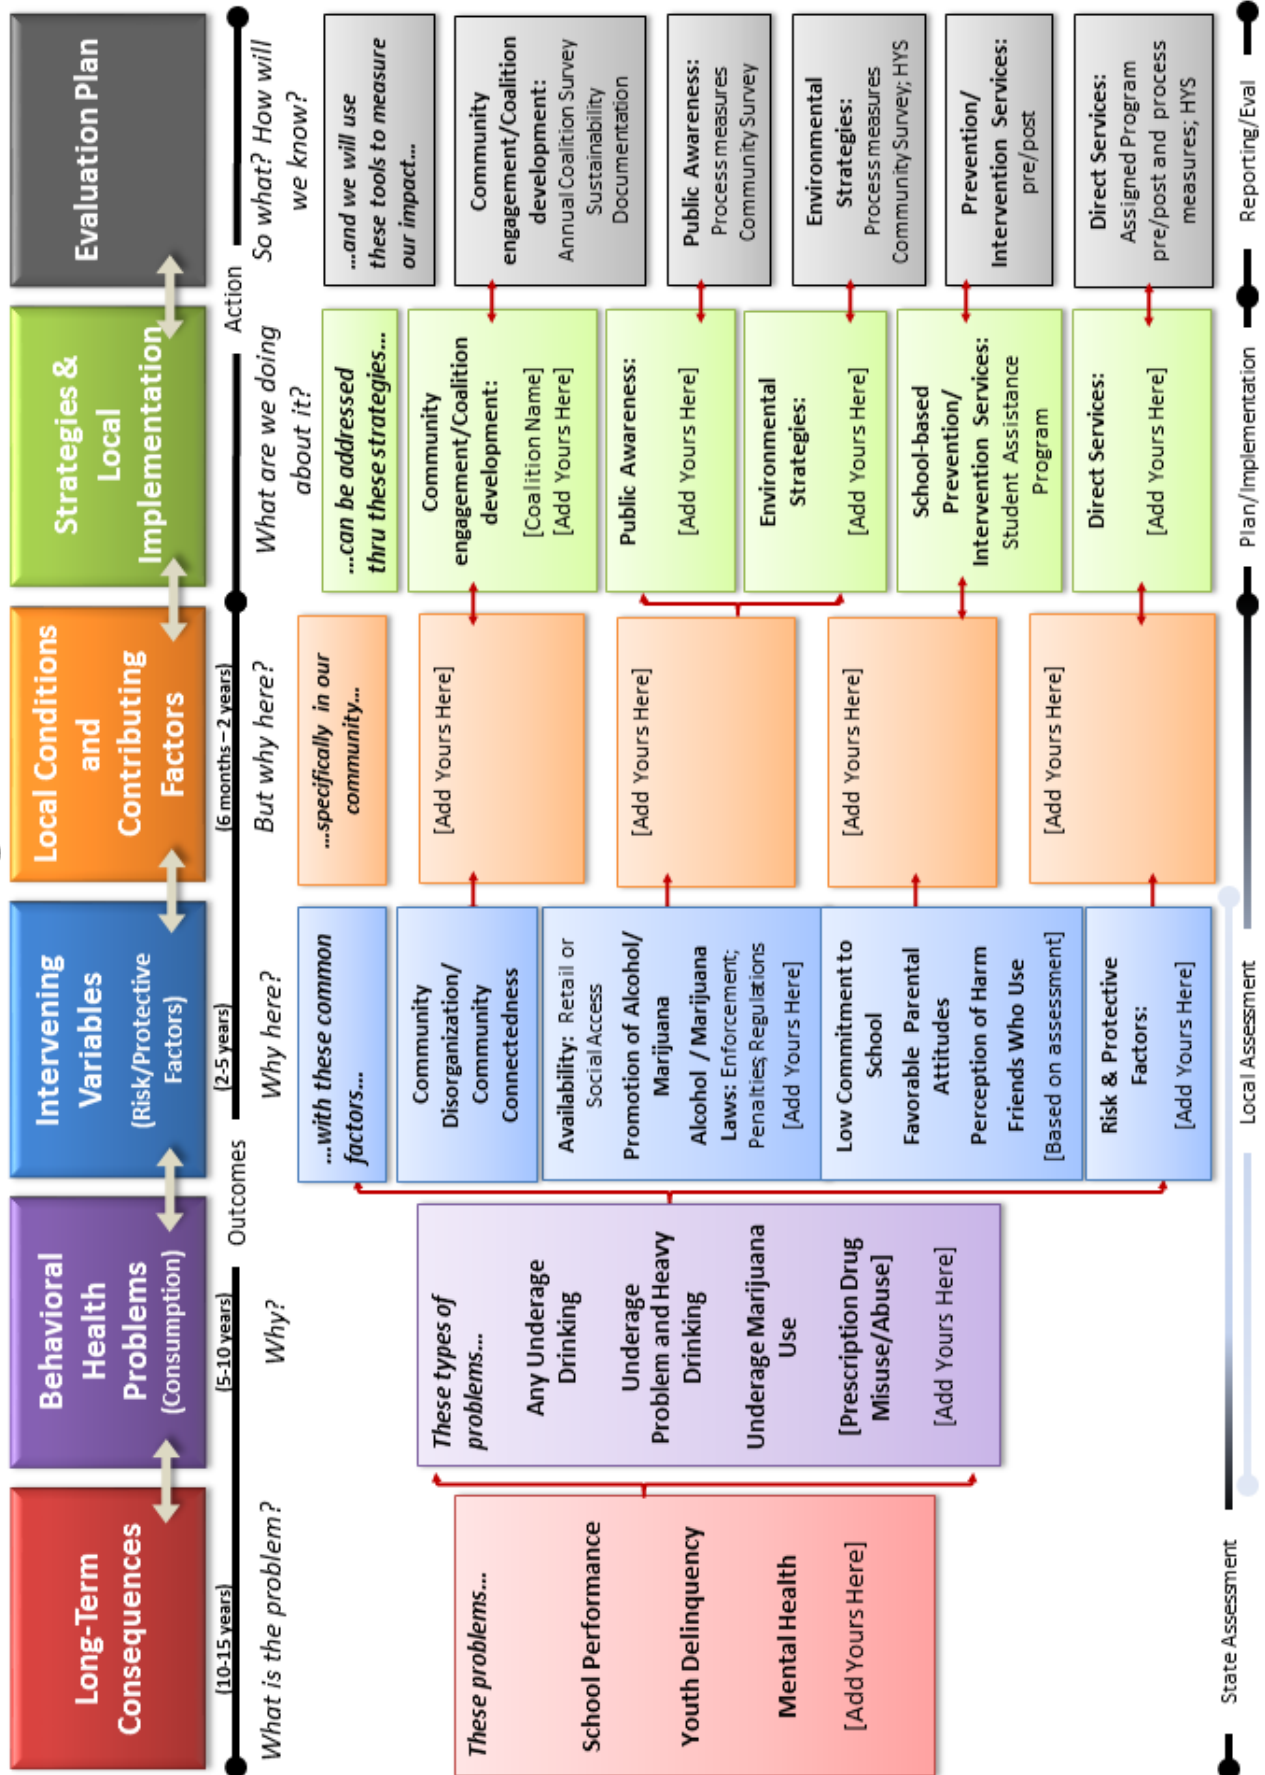 Long-Term
Consequences
Behavioral
Health
Problems
(Consumption)
Intervening
Variables
(Risk/Protective
Factors)
Local Conditions
and
Contributing
Factors
Strategies &
Local
Implementation
Evaluation Plan
(10-15 years)
(5-10 years)
Outcomes
(2-5 years)
(6 months – 2 years)
Action
What is the problem?
Why?
Why here?
But why here?
What are we doing
about it?
So what? How will
we know?
These problems...
School Performance
Youth Delinquency
Mental Health
[Add Yours Here]
These types of
problems...
Any Underage
Drinking
Underage
Problem and Heavy
Drinking
Underage Marijuana
Use
[Prescription Drug
Misuse/Abuse]
[Add Yours Here]
...with these common
factors...
Community
Disorganization/
Community
Connectedness
Availability: Retail or
Social Access
Promotion of Alcohol/
Marijuana
Alcohol / Marijuana
Laws: Enforcement;
Penalties; Regulations
[Add Yours Here]
Low Commitment to
School
Favorable Parental
Attitudes
Perception of Harm
Friends Who Use
[Based on assessment]
Risk & Protective
Factors:
[Add Yours Here]
...specifically in our
community...
[Add Yours Here]
[Add Yours Here]
[Add Yours Here]
[Add Yours Here]
...can be addressed
thru these strategies...
Community
engagement/Coalition
development:
[Coalition Name]
[Add Yours Here]
Public Awareness:
[Add Yours Here]
Environmental
Strategies:
[Add Yours Here]
School-based
Prevention/
Intervention Services:
Student Assistance
Program
Direct Services:
[Add Yours Here]
...and we will use
these tools to measure
our impact...
Community
engagement/Coalition
development:
Annual Coalition Survey
Sustainability
Documentation
Public Awareness:
Process measures
Community Survey
Environmental
Strategies:
Process measures
Community Survey; HYS
Prevention/
Intervention Services:
pre/post
Direct Services:
Assigned Program
pre/post and process
measures; HYS
State Assessment
Local Assessment
Plan/Implementation
Reporting/Eval